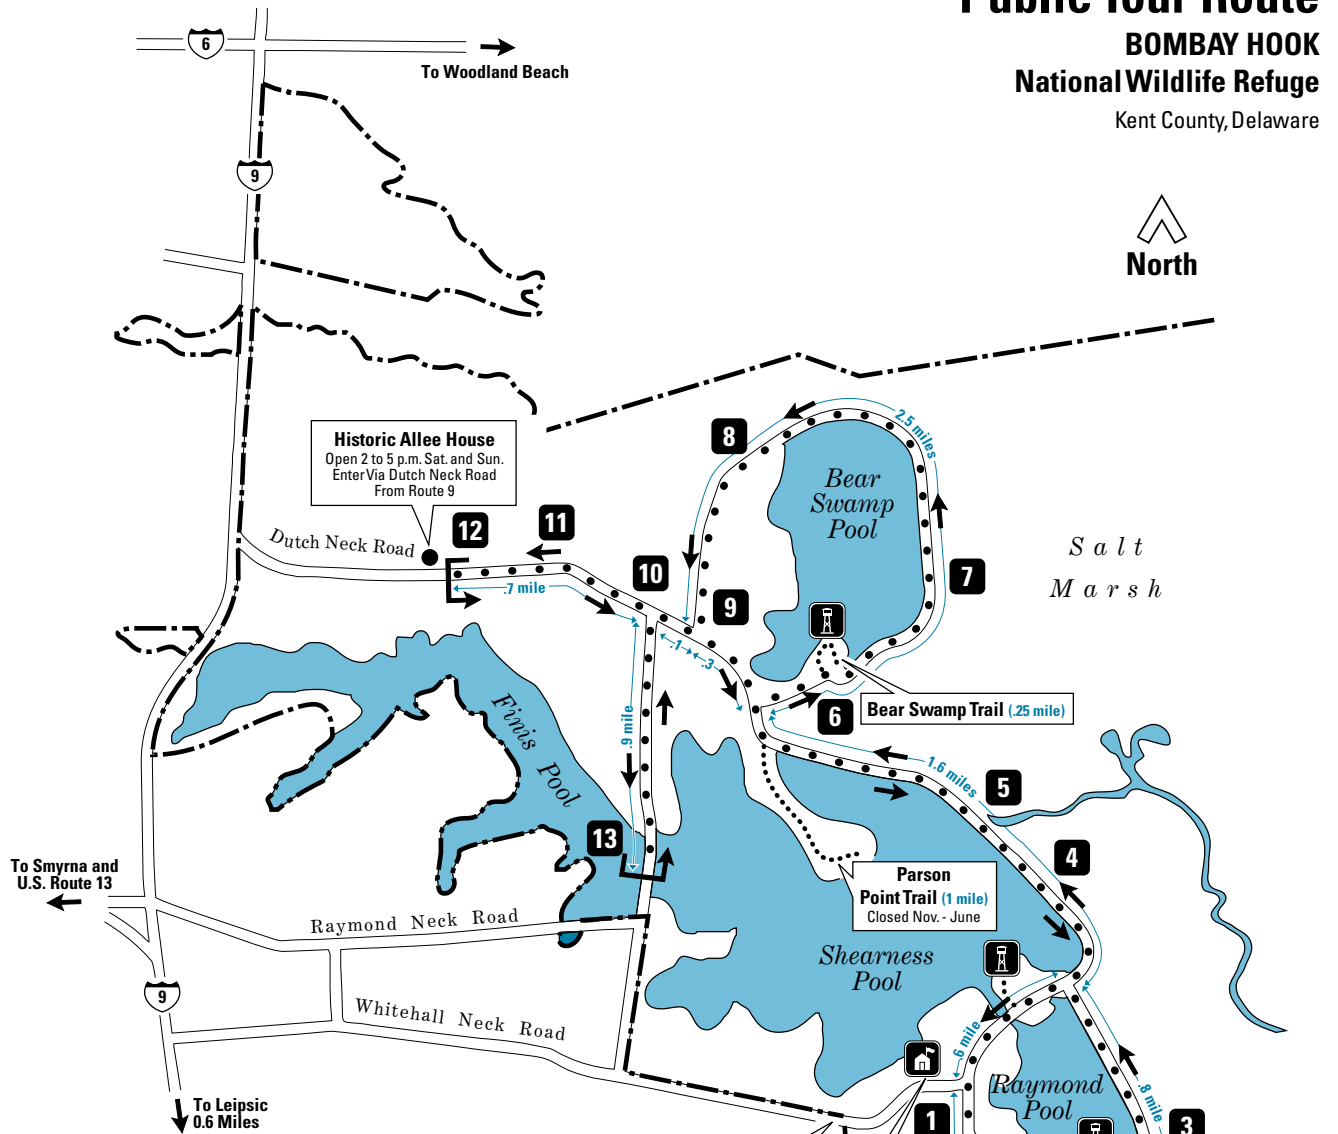 Public Tour Route
BOMBAY HOOK
National Wildlife Refuge
Kent County, Delaware
6
To Woodland Beach
9
North
Historic Allee House
Open 2 to 5 p.m. Sat. and Sun.
Enter Via Dutch Neck Road
From Route 9
8
2.5 miles
Bear
Swamp
Pool
Salt
Marsh
Dutch Neck Road
12
11
10
9
7
.7 mile
.1
.3
6
Bear Swamp Trail (.25 mile)
Finis
Pool
.9 mile
1.6 miles
5
4
13
Parson
Point Trail (1 mile)
Closed Nov. - June
To Smyrna and
U.S. Route 13
Raymond Neck Road
Shearness
Pool
9
Whitehall Neck Road
.6 mile
Raymond
Pool
.8 mile
To Leipsic
0.6 Miles
1
3